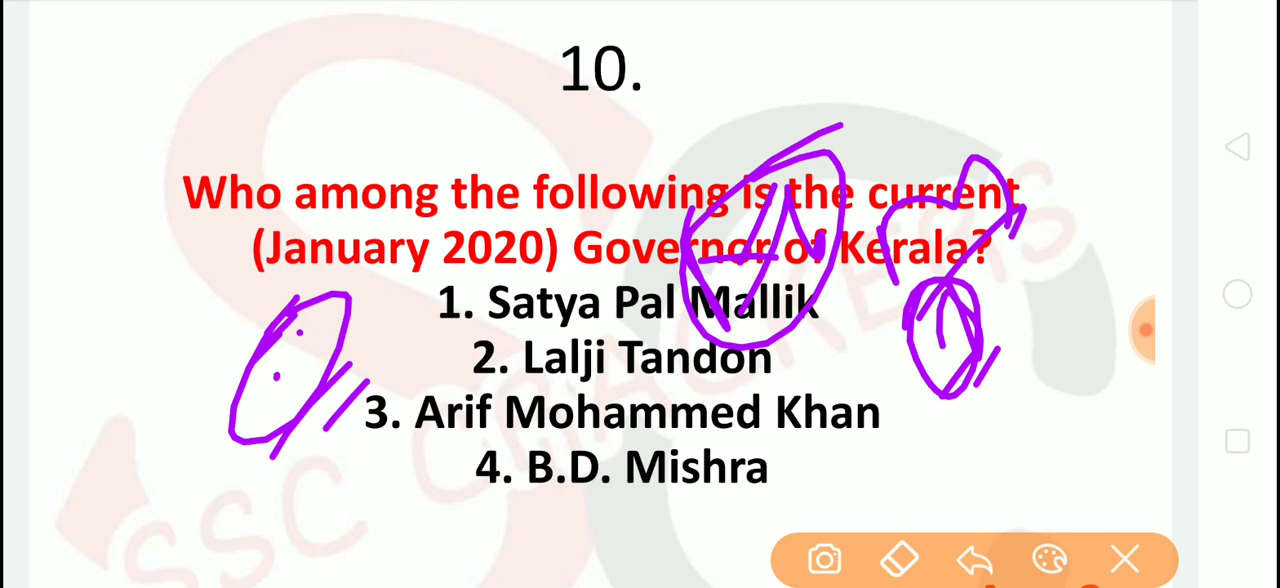 10.
Who among the following is the current
(January 2020) Governor of Kerala?
1. Satya Pal Mallik
2. Lalji Tandon
3. Arif Mohammed Khan
4. B.D. Mishra